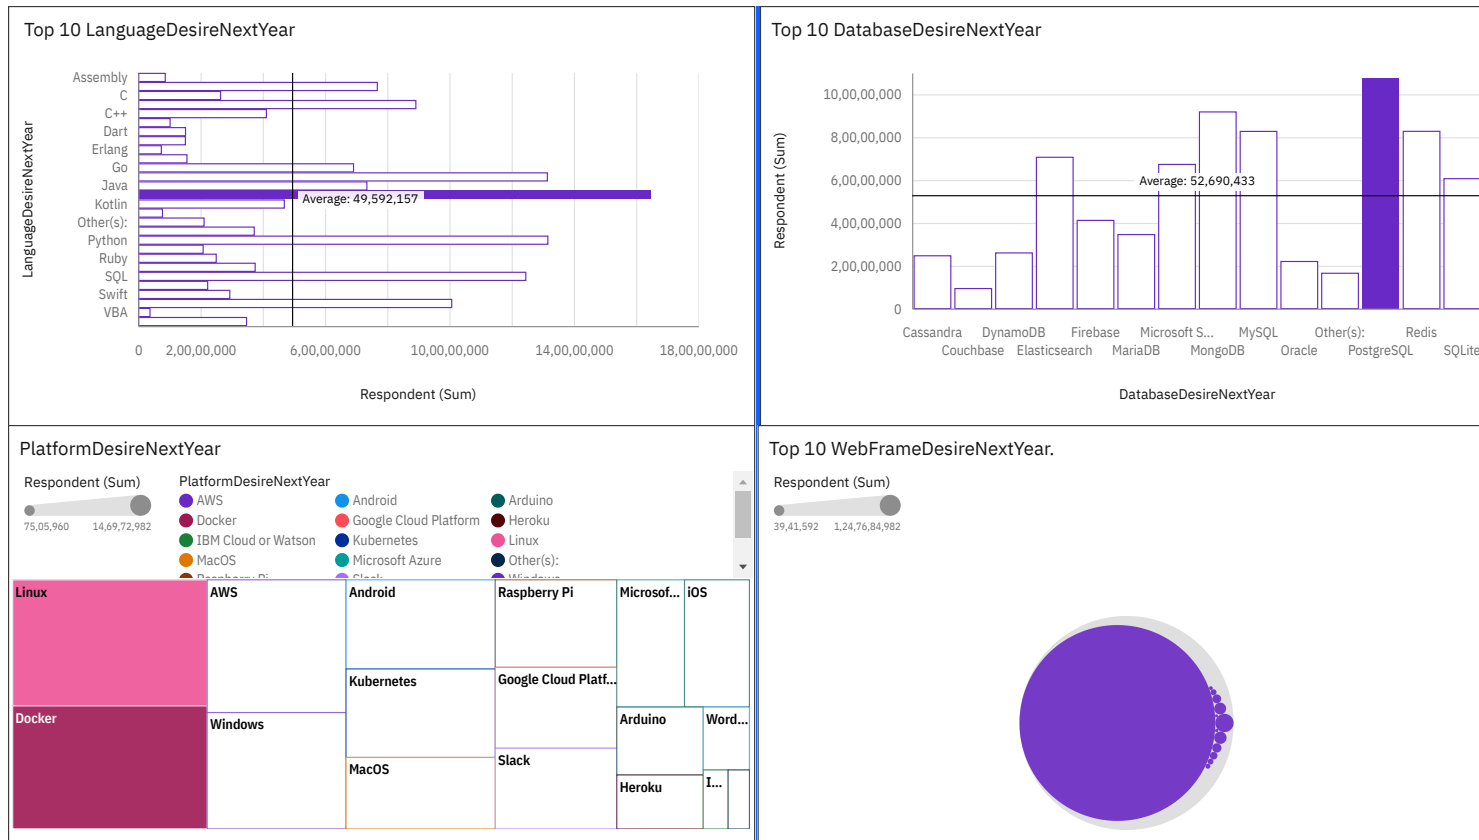 Top 10 LanguageDesireNextYear
LanguageDesireNextYear
Assembly
C
C++
Dart
Erlang
Go
Java
Kotlin
Other(s):
Python
Ruby
SQL
Swift
VBA
Average: 49,592,157
0 2,00,00,000 6,00,00,000 10,00,00,000 14,00,00,000 18,00,00,000
Respondent (Sum)
Top 10 DatabaseDesireNextYear
Respondent (Sum)
10,00,00,000
8,00,00,000
6,00,00,000
4,00,00,000
2,00,00,000
0
Average: 52,690,433
Cassandra DynamoDB Firebase Microsoft S... MySQL Other(s): Redis
Couchbase Elasticsearch MariaDB MongoDB Oracle PostgreSQL SQLite
DatabaseDesireNextYear
PlatformDesireNextYear
Respondent (Sum)
75,05,960 14,69,72,982
PlatformDesireNextYear
AWS Android Arduino
Docker Google Cloud Platform Heroku
IBM Cloud or Watson Kubernetes Linux
MacOS Microsoft Azure Other(s):
Raspberry Pi Slack Windows
Linux AWS Android Raspberry Pi Microsof... iOS
Kubernetes Google Cloud Platf...
Docker Windows Arduino Word...
MacOS Slack
Heroku I...
Top 10 WebFrameDesireNextYear.
Respondent (Sum)
39,41,592 1,24,76,84,982